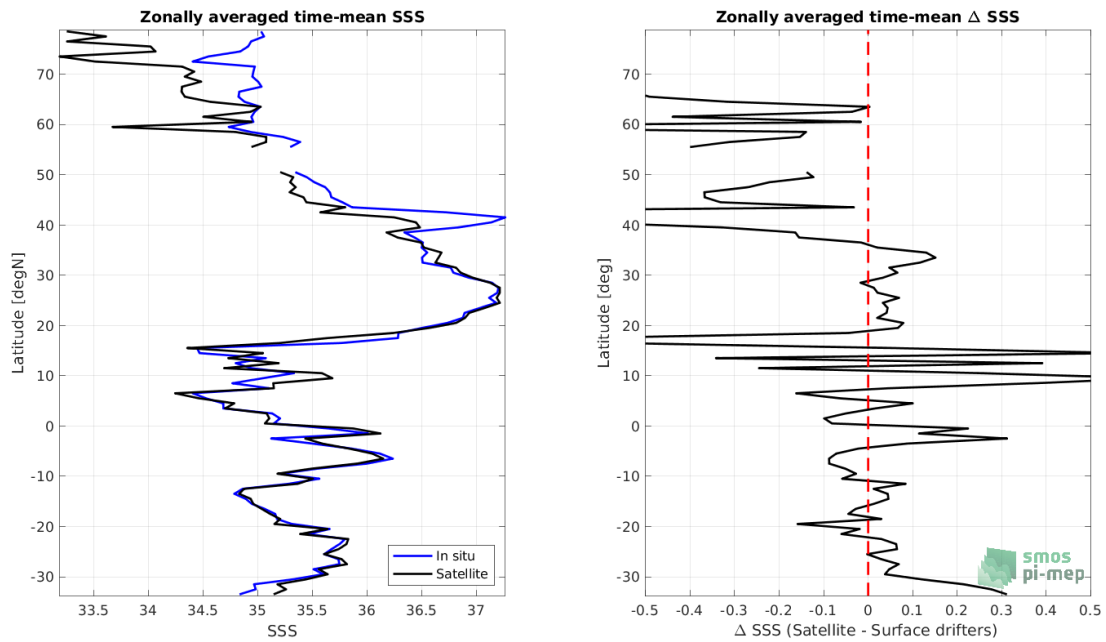 Zonally averaged time-mean SSS
Latitude [degN]
70
60
50
40
30
20
10
0
-10
-20
-30
33.5 34 34.5 35 35.5 36 36.5 37
SSS
In situ
Satellite
Zonally averaged time-mean Δ SSS
Latitude [deg]
70
60
50
40
30
20
10
0
-10
-20
-30
-0.5 -0.4 -0.3 -0.2 -0.1 0 0.1 0.2 0.3 0.4 0.5
Δ SSS (Satellite - Surface drifters)
smos
pi-mep